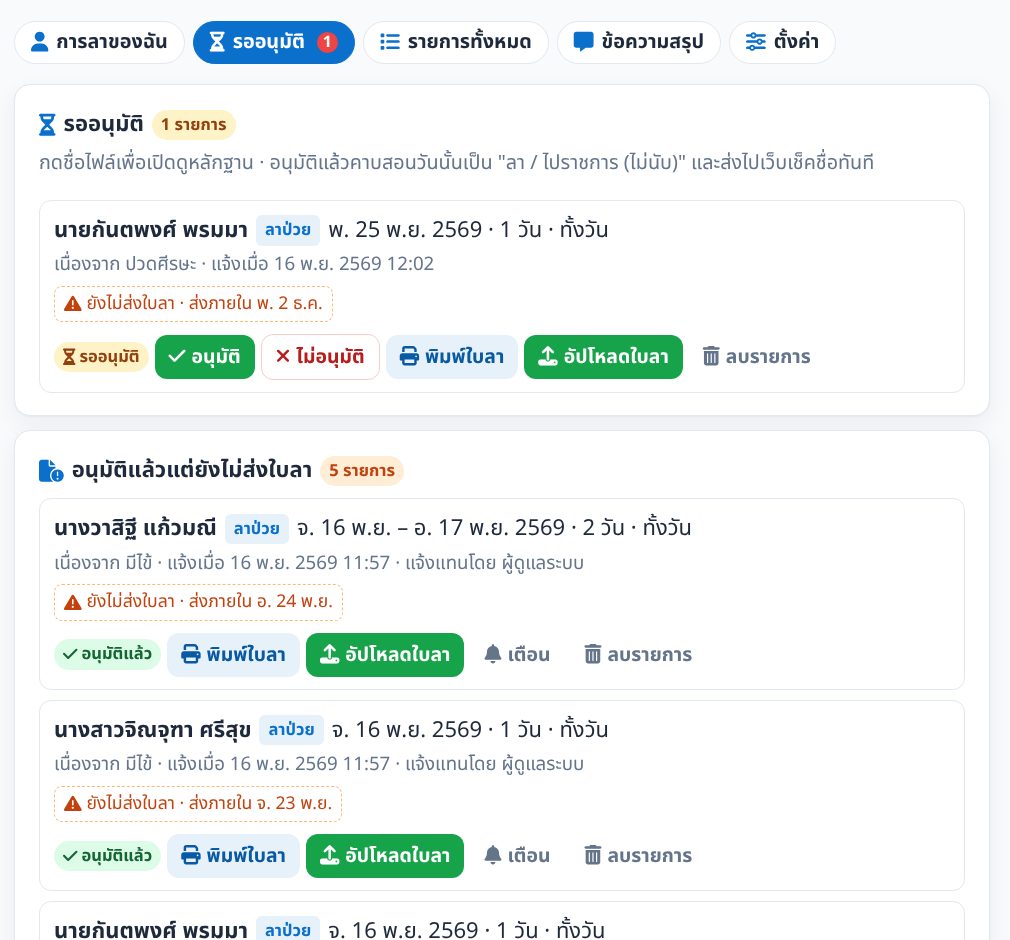 การลาของฉัน รออนุมัติ 1 รายการทั้งหมด ข้อความสรุป ตั้งค่า
รออนุมัติ 1 รายการ
กดชื่อไฟล์เพื่อเปิดดูหลักฐาน · อนุมัติแล้วคาบสอนวันนั้นเป็น "ลา / ไปราชการ (ไม่นับ)" และส่งไปเว็บเช็คชื่อทันที
นายกันตพงศ์ พรมมา ลาป่วย พ. 25 พ.ย. 2569 · 1 วัน · ทั้งวัน
เนื่องจาก ปวดศีรษะ · แจ้งเมื่อ 16 พ.ย. 2569 12:02
ยังไม่ส่งใบลา · ส่งภายใน พ. 2 ธ.ค.
รออนุมัติ อนุมัติ ไม่อนุมัติ พิมพ์ใบลา อัปโหลดใบลา ลบรายการ
อนุมัติแล้วแต่ยังไม่ส่งใบลา 5 รายการ
นางวาสิฐี แก้วมณี ลาป่วย จ. 16 พ.ย. – อ. 17 พ.ย. 2569 · 2 วัน · ทั้งวัน
เนื่องจาก มีไข้ · แจ้งเมื่อ 16 พ.ย. 2569 11:57 · แจ้งแทนโดย ผู้ดูแลระบบ
ยังไม่ส่งใบลา · ส่งภายใน อ. 24 พ.ย.
อนุมัติแล้ว พิมพ์ใบลา อัปโหลดใบลา เตือน ลบรายการ
นางสาวจิณจุฑา ศรีสุข ลาป่วย จ. 16 พ.ย. 2569 · 1 วัน · ทั้งวัน
เนื่องจาก มีไข้ · แจ้งเมื่อ 16 พ.ย. 2569 11:57 · แจ้งแทนโดย ผู้ดูแลระบบ
ยังไม่ส่งใบลา · ส่งภายใน จ. 23 พ.ย.
อนุมัติแล้ว พิมพ์ใบลา อัปโหลดใบลา เตือน ลบรายการ
นายกันตพงศ์ พรมมา ลาป่วย จ. 16 พ.ย. 2569 · 1 วัน · ทั้งวัน